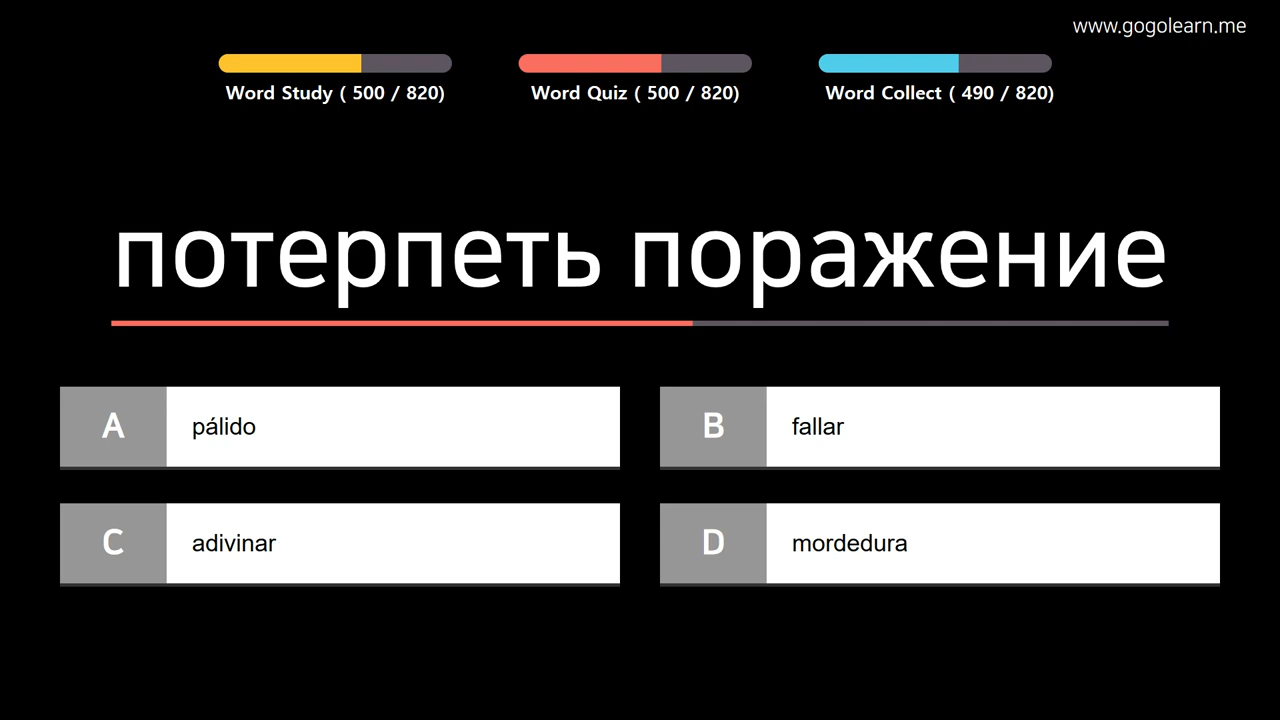 www.gogolearn.me
Word Study ( 500 / 820)
Word Quiz ( 500 / 820)
Word Collect ( 490 / 820)
потерпеть поражение
A pálido
B fallar
C adivinar
D mordedura